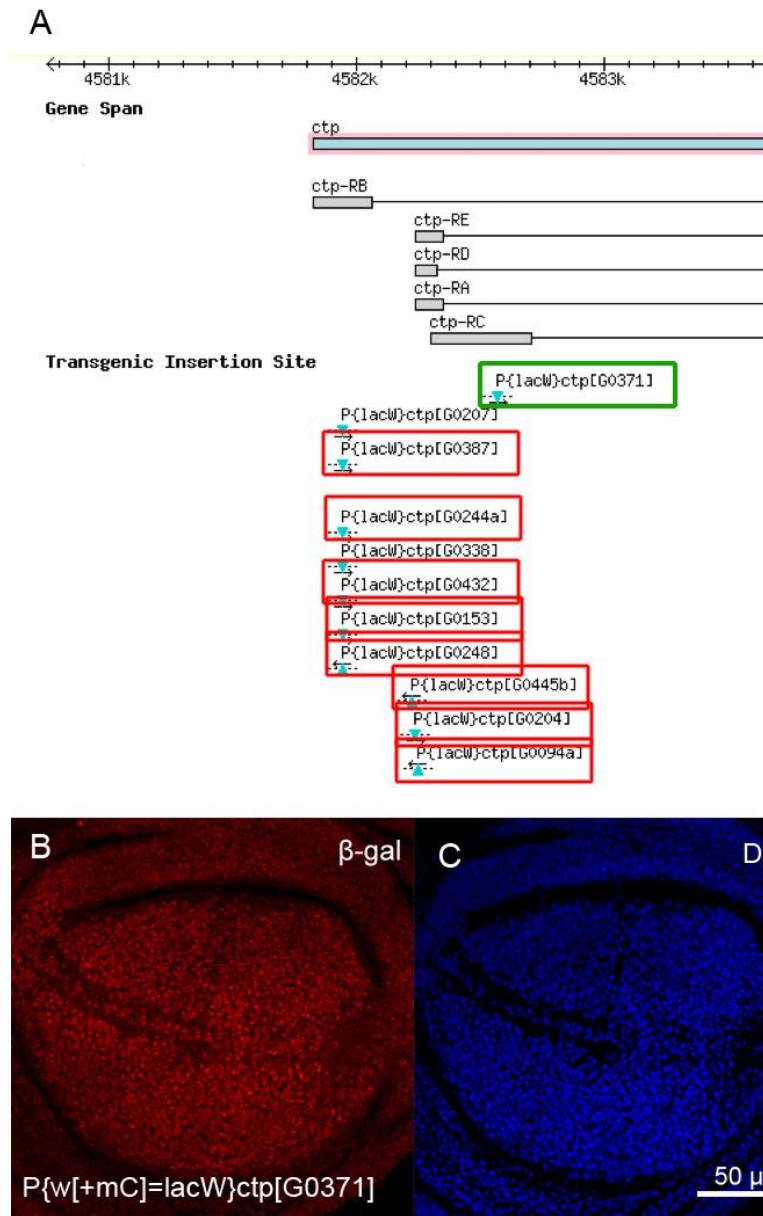 A
4581k 4582k 4583k
Gene Span
ctp
ctp-RB
ctp-RE
ctp-RD
ctp-RA
ctp-RC
Transgenic Insertion Site
P{lacW}ctp[G0371]
P{lacW}ctp[G0207]
P{lacW}ctp[G0387]
P{lacW}ctp[G0244a]
P{lacW}ctp[G0338]
P{lacW}ctp[G0432]
P{lacW}ctp[G0153]
P{lacW}ctp[G0248]
P{lacW}ctp[G0445b]
P{lacW}ctp[G0204]
P{lacW}ctp[G0094a]
B β-gal C D
P{w[+mC]=lacW}ctp[G0371] 50 µ